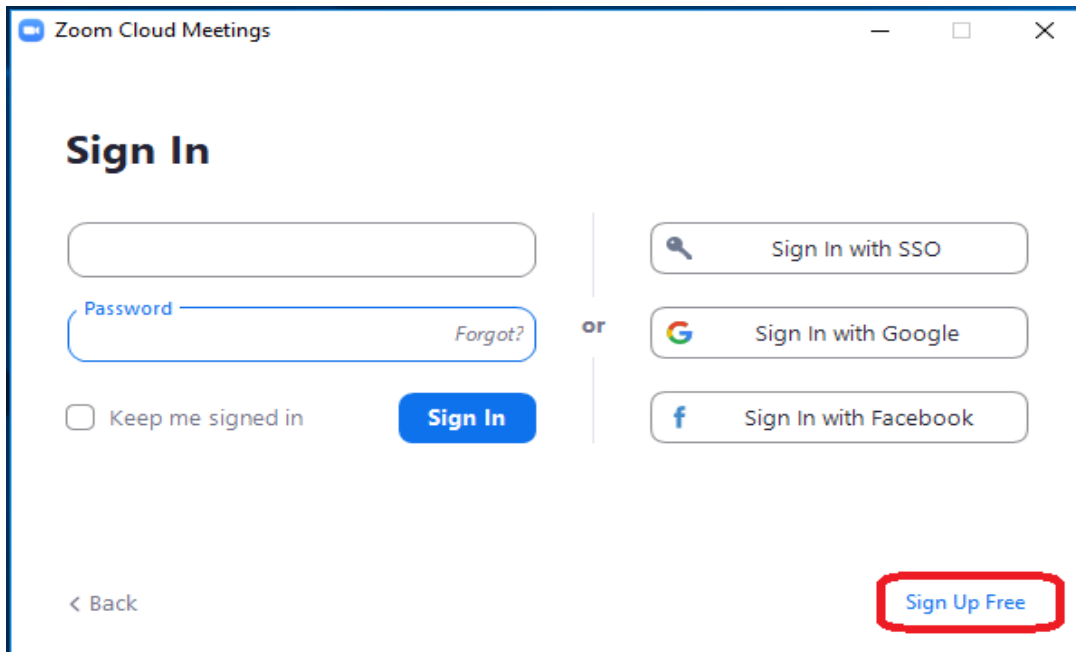 Zoom Cloud Meetings
Sign In
Password
Forgot?
Keep me signed in
Sign In
or
Sign In with SSO
Sign In with Google
Sign In with Facebook
< Back
Sign Up Free